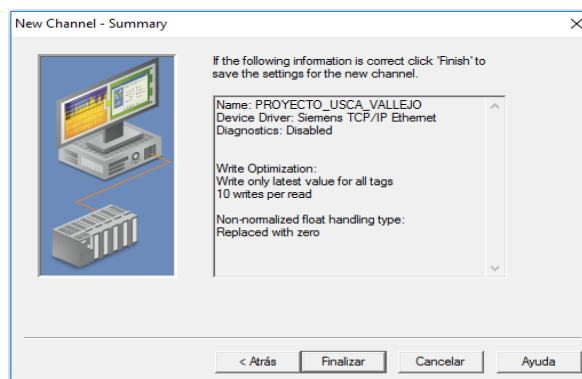 New Channel - Summary
If the following information is correct click 'Finish' to
save the settings for the new channel.
Name: PROYECTO_USCA_VALLEJO
Device Driver: Siemens TCP/IP Ethernet
Diagnostics: Disabled
Write Optimization:
Write only latest value for all tags
10 writes per read
Non-normalized float handling type:
Replaced with zero
< Atrás
Finalizar
Cancelar
Ayuda